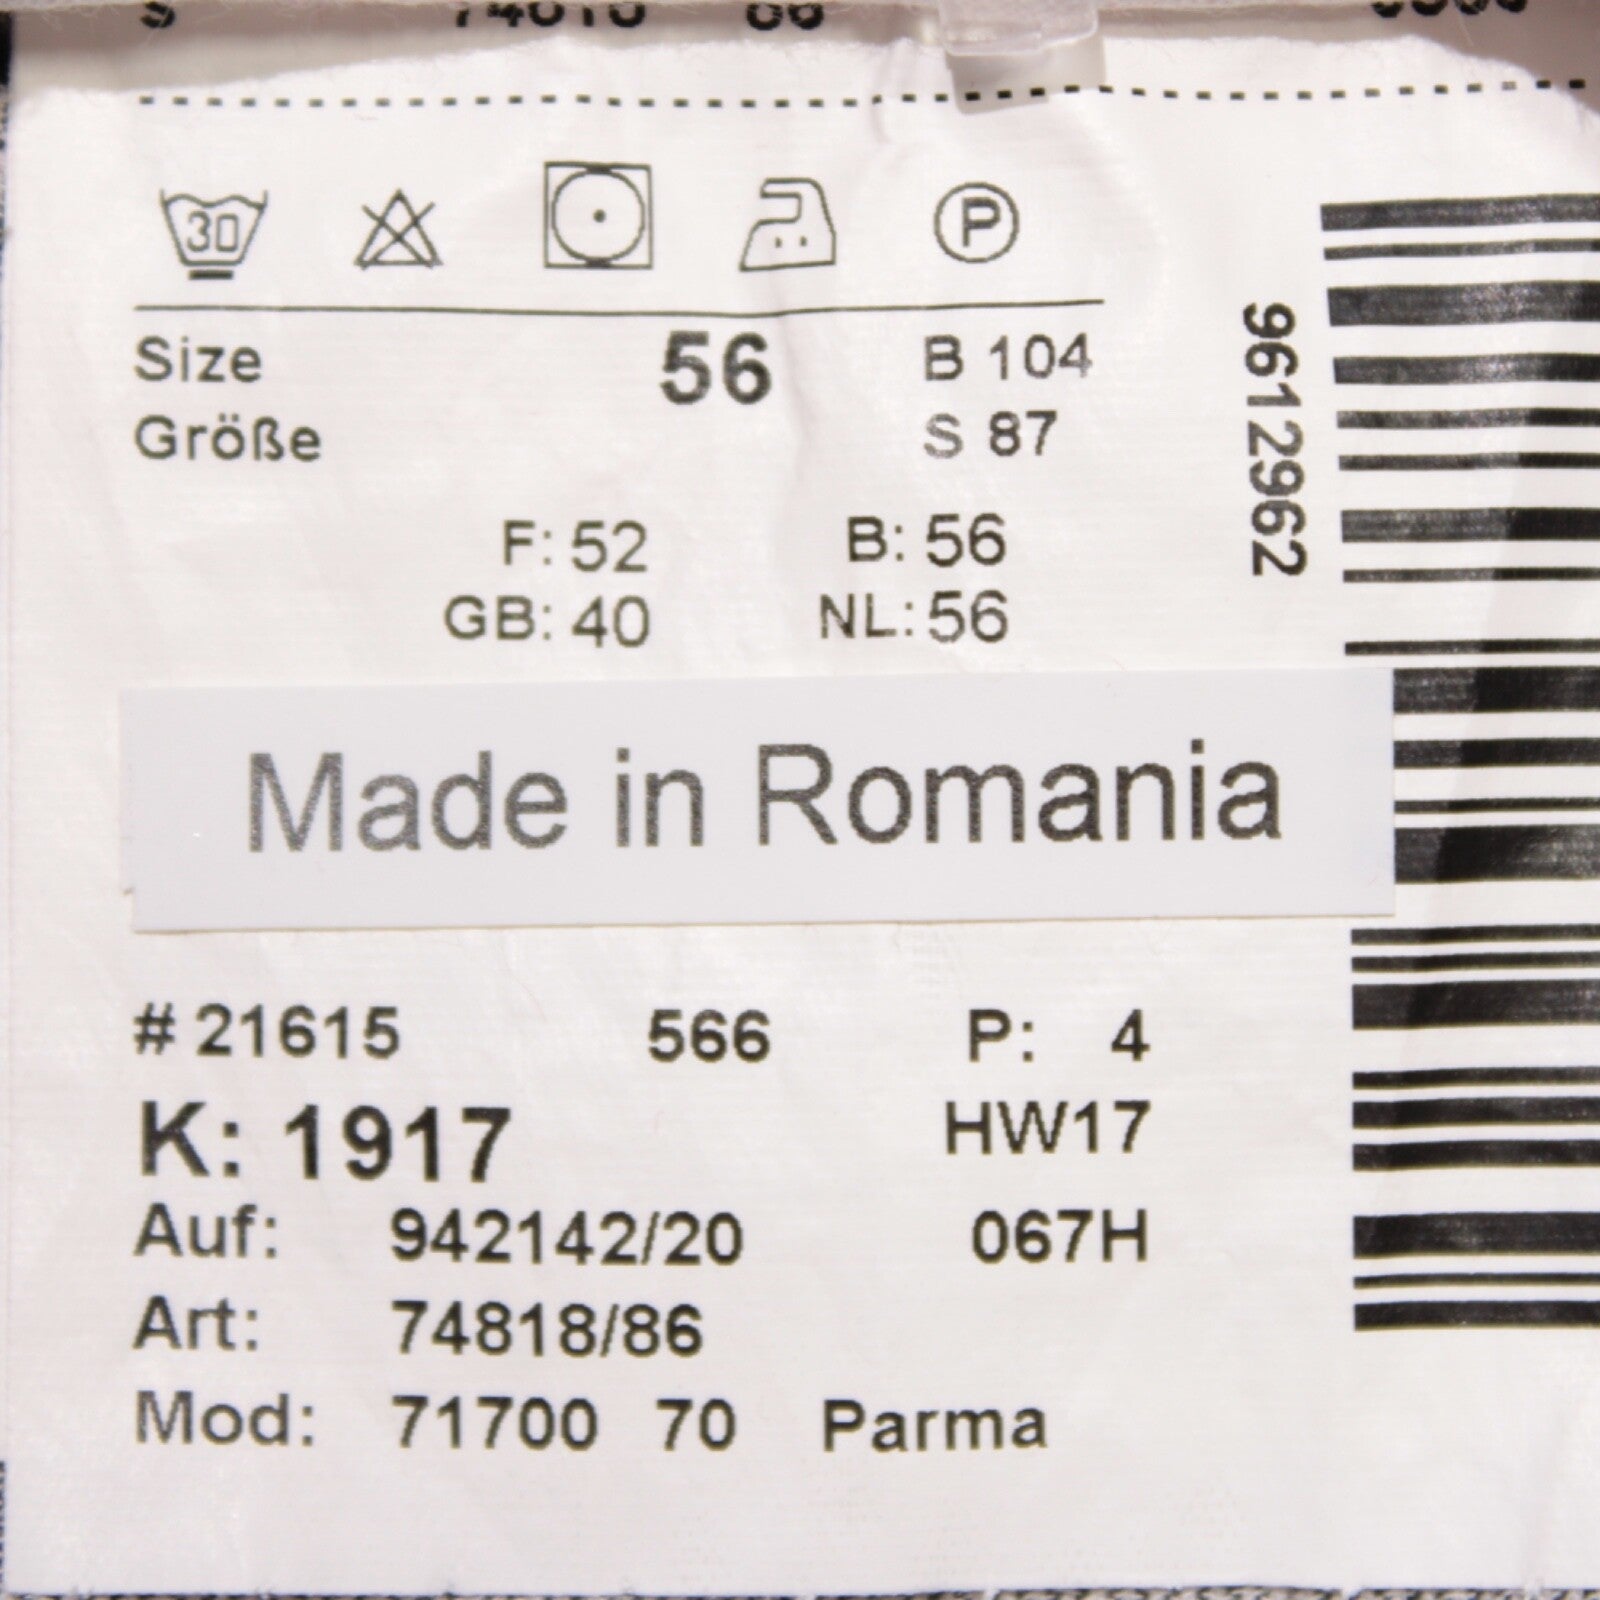 30 P
Size 56 B 104
Größe S 87
F: 52 B: 56
GB: 40 NL: 56
9612962
Made in Romania
# 21615 566 P: 4
K: 1917 HW17
Auf: 942142/20 067H
Art: 74818/86
Mod: 71700 70 Parma